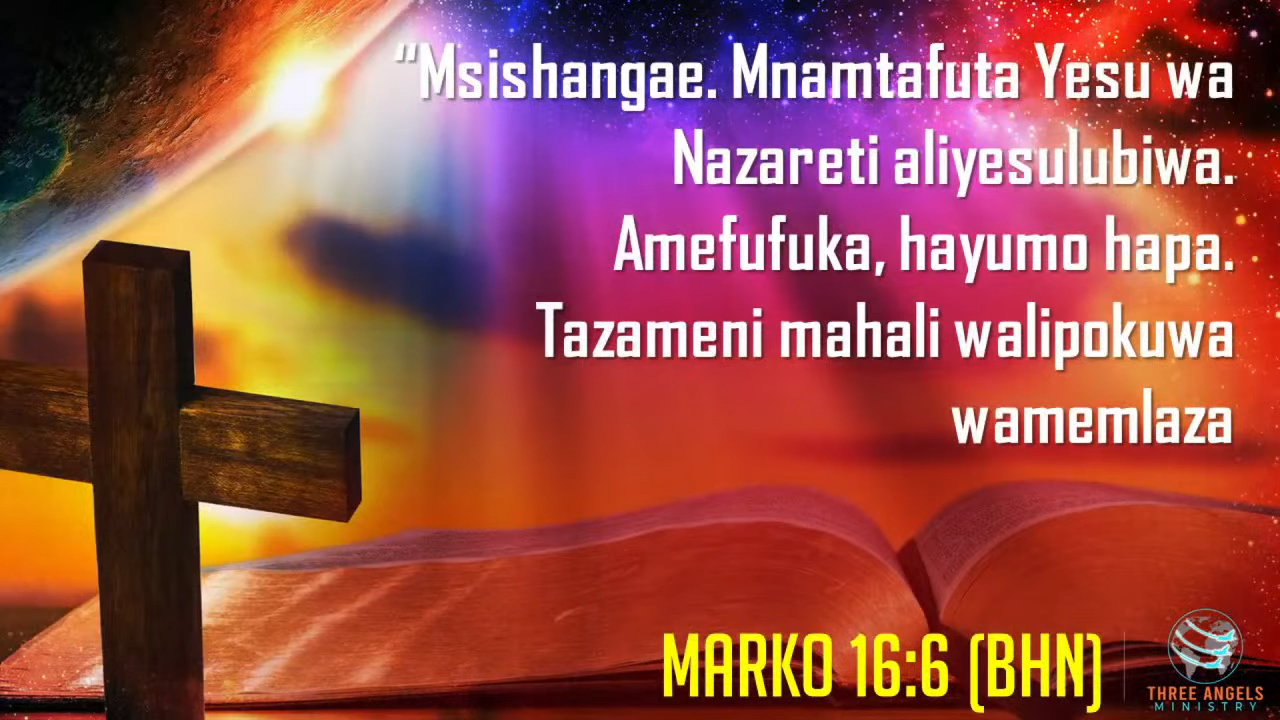 "Msishangae. Mnamtafuta Yesu wa
Nazareti aliyesulubiwa.
Amefufuka, hayumo hapa.
Tazameni mahali walipokuwa
wamemlaza
MARKO 16:6 (BHN)
THREE ANGELS
MINISTRY